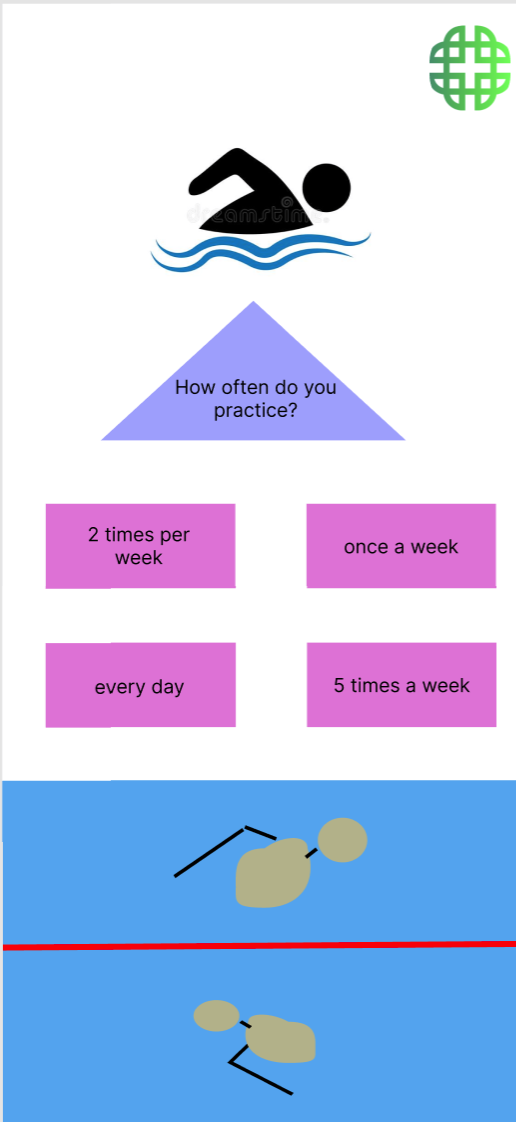 dreamstime.
How often do you
practice?
2 times per
week
once a week
every day
5 times a week